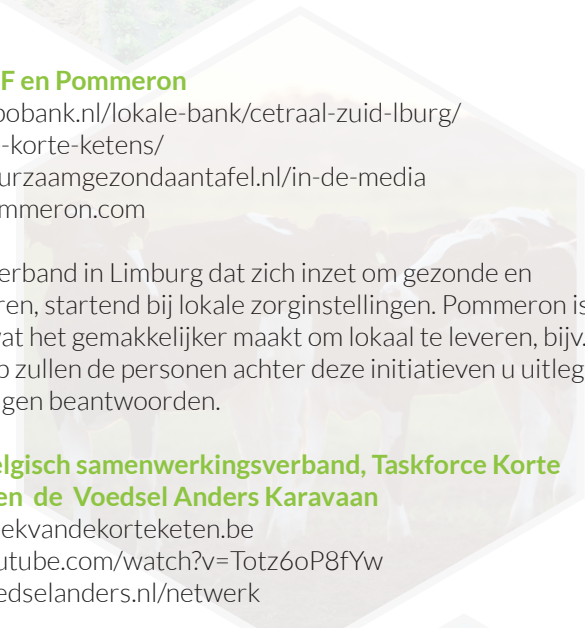 F en Pommeron
bobank.nl/lokale-bank/cetraal-zuid-lburg/
-korte-ketens/
urzaamgezondaantafel.nl/in-de-media
mmeron.com
erband in Limburg dat zich inzet om gezonde en
ren, startend bij lokale zorginstellingen. Pommeron is
vat het gemakkelijker maakt om lokaal te leveren, bijv.
p zullen de personen achter deze initiatieven u uitleg
gen beantwoorden.
elgisch samenwerkingsverband, Taskforce Korte
en de Voedsel Anders Karavaan
ekvandekorteketen.be
utube.com/watch?v=Totz6oP8fYw
edselanders.nl/netwerk